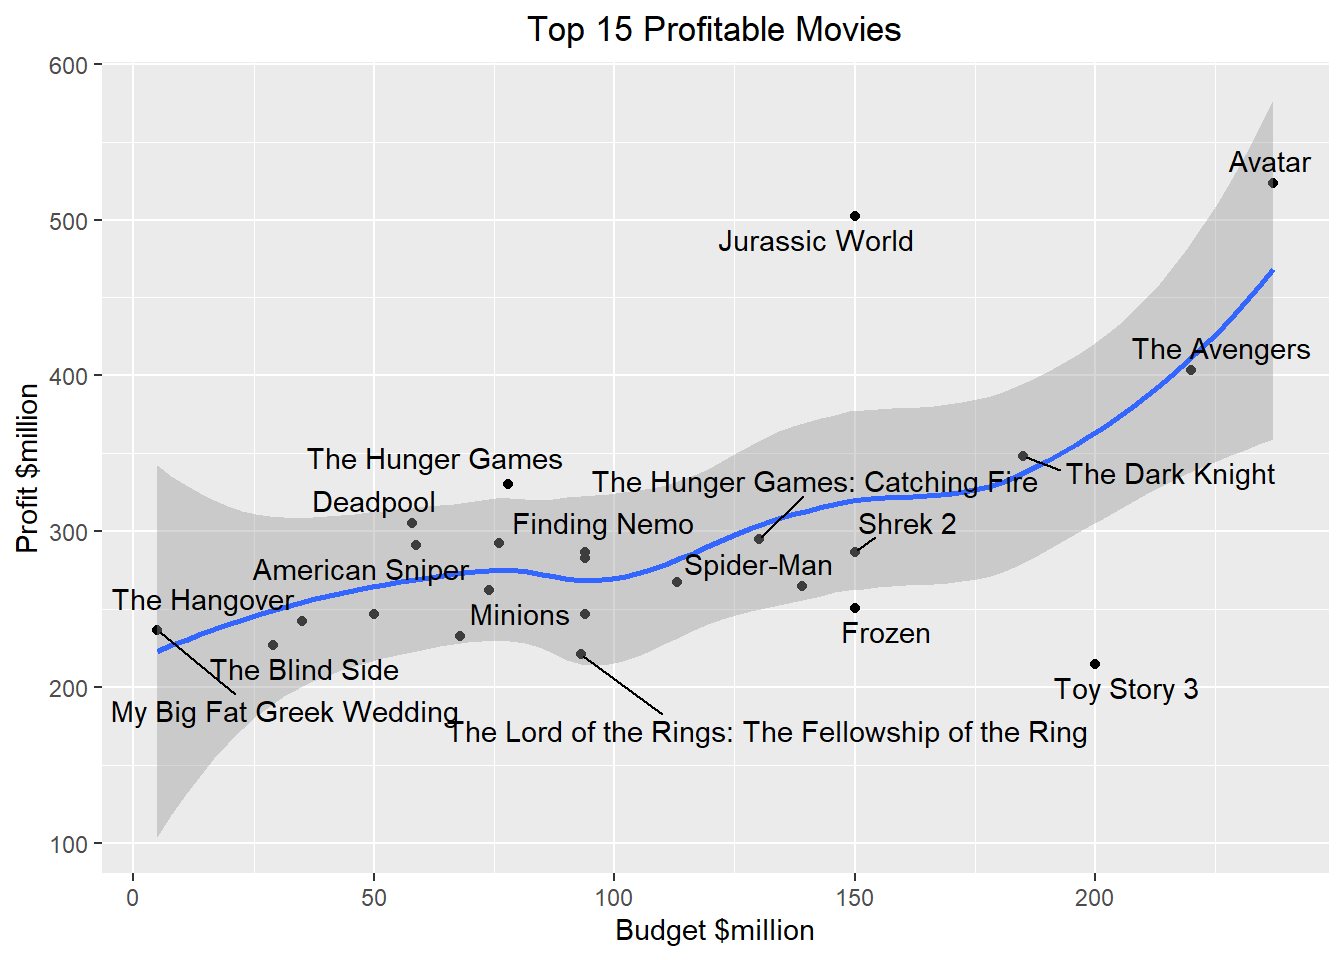 Top 15 Profitable Movies
600
500
400
300
200
100
Profit $million
Avatar
Jurassic World
The Avengers
The Hunger Games
The Dark Knight
The Hunger Games: Catching Fire
Deadpool
Finding Nemo
Shrek 2
American Sniper
Spider-Man
The Hangover
Minions
Frozen
The Blind Side
Toy Story 3
My Big Fat Greek Wedding
The Lord of the Rings: The Fellowship of the Ring
0
50
100
150
200
Budget $million